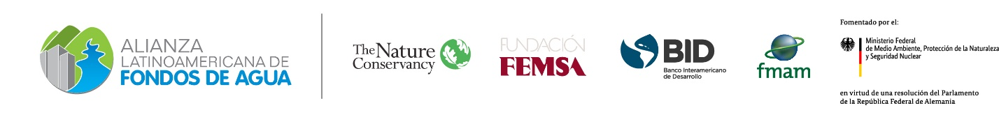 ALIANZA
LATINOAMERICANA DE
FONDOS DE AGUA
The Nature
Conservancy
FUNDACIÓN
FEMSA
BID
Banco Interamericano
de Desarrollo
fmam
Fomentado por el:
Ministerio Federal
de Medio Ambiente, Protección de la Naturaleza
y Seguridad Nuclear
en virtud de una resolución del Parlamento
de la República Federal de Alemania